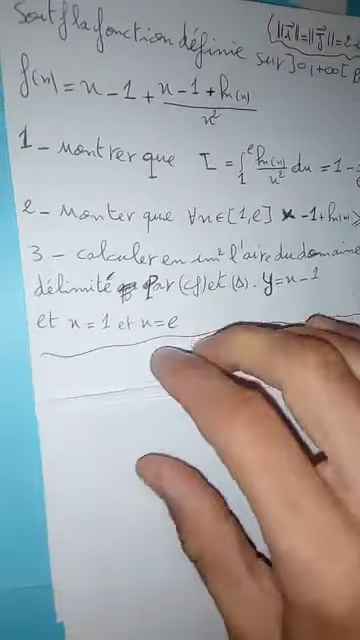 (||i|| = ||j|| = 2
Soit f la fonction définie sur ]0,+∞[
f(x) = x - 1 + (x - 1 + ln(x))/x²
1 - montrer que I = ∫₁ᵉ ln(x)/x² dx = 1 -
2 - Monter que ∀x∈[1,e] x - 1 + ln(x) ≥
3 - calculer en cm² l'aire du domaine
délimité par (Cf) et (Δ). y = x - 1
et x = 1 et x = e